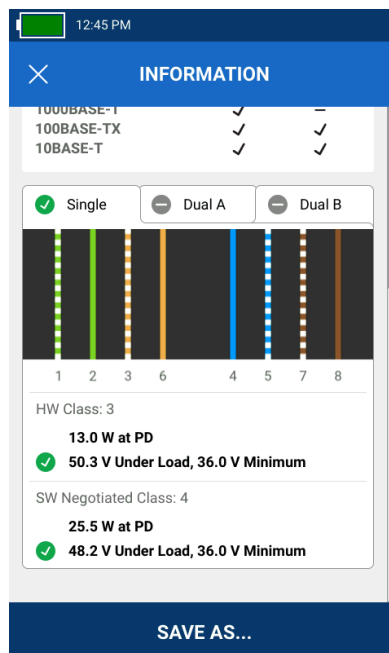 12:45 PM
INFORMATION
1000BASE-T ✓ –
100BASE-TX ✓ ✓
10BASE-T ✓ ✓
Single Dual A Dual B
1 2 3 6 4 5 7 8
HW Class: 3
13.0 W at PD
50.3 V Under Load, 36.0 V Minimum
SW Negotiated Class: 4
25.5 W at PD
48.2 V Under Load, 36.0 V Minimum
SAVE AS...